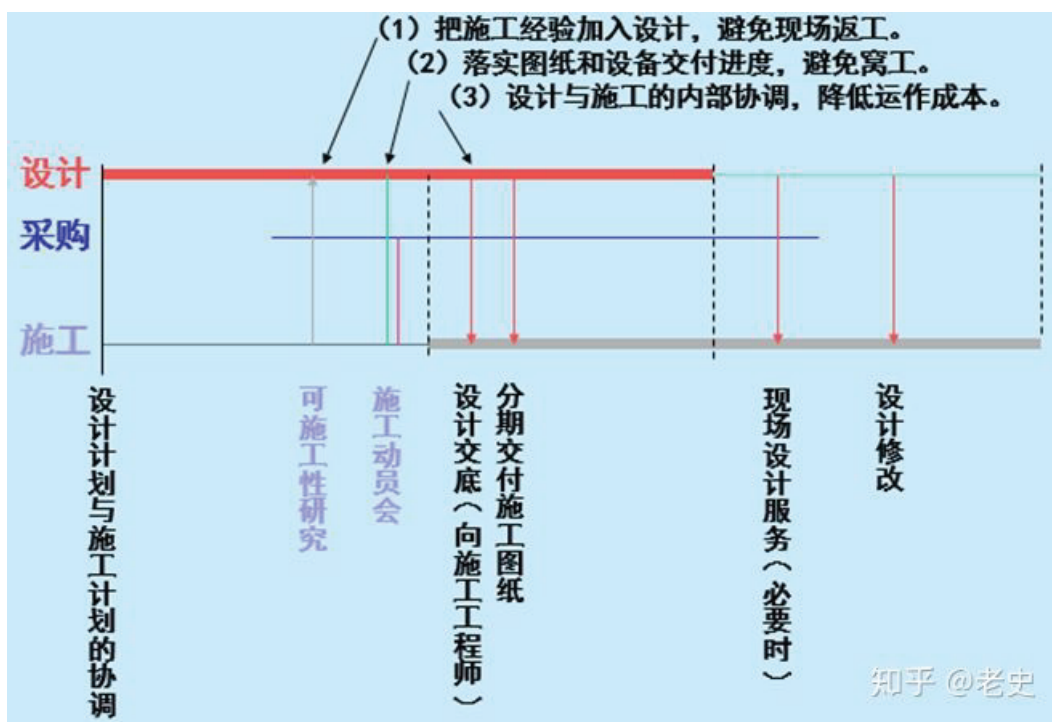 (1)把施工经验加入设计，避免现场返工。
(2)落实图纸和设备交付进度，避免窝工。
(3)设计与施工的内部协调，降低运作成本。
设计
采购
施工
设计计划与施工计划的协调
可施工性研究
施工动员会
设计交底(向施工工程师)
分期交付施工图纸
现场设计服务(必要时)
设计修改
知乎 @老史